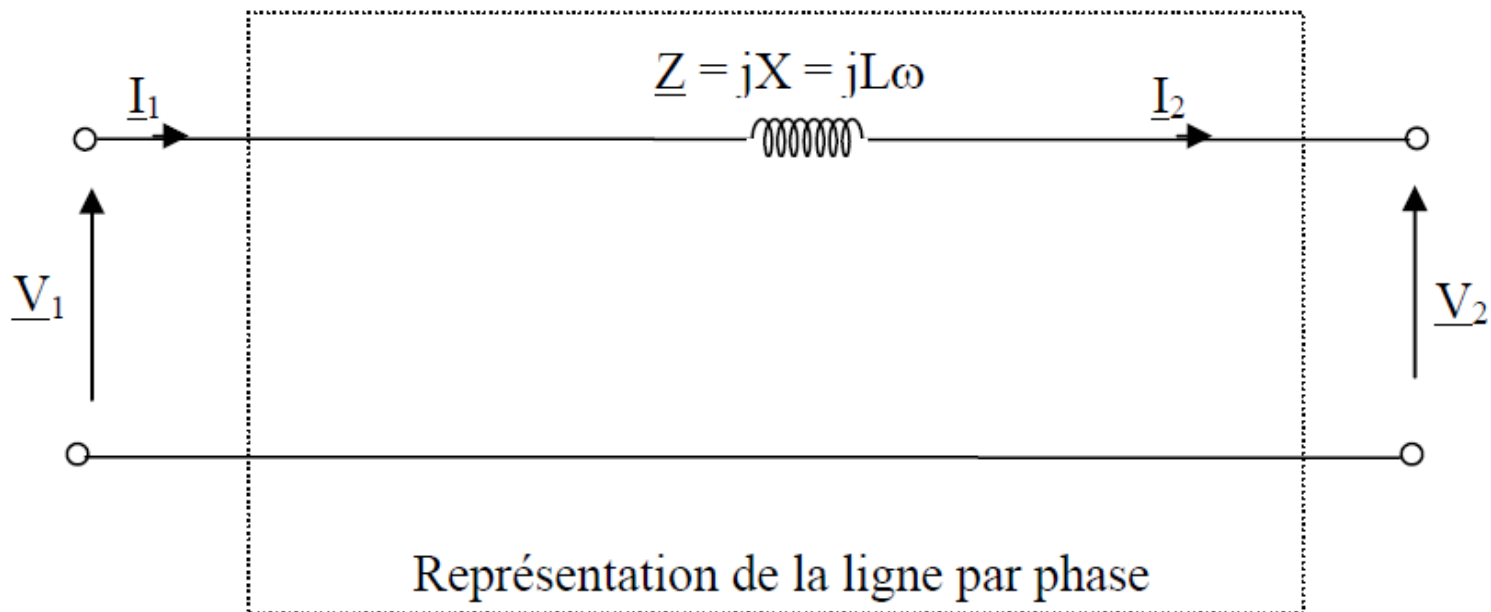 Z = jX = jLω
I1
I2
V1
V2
Représentation de la ligne par phase